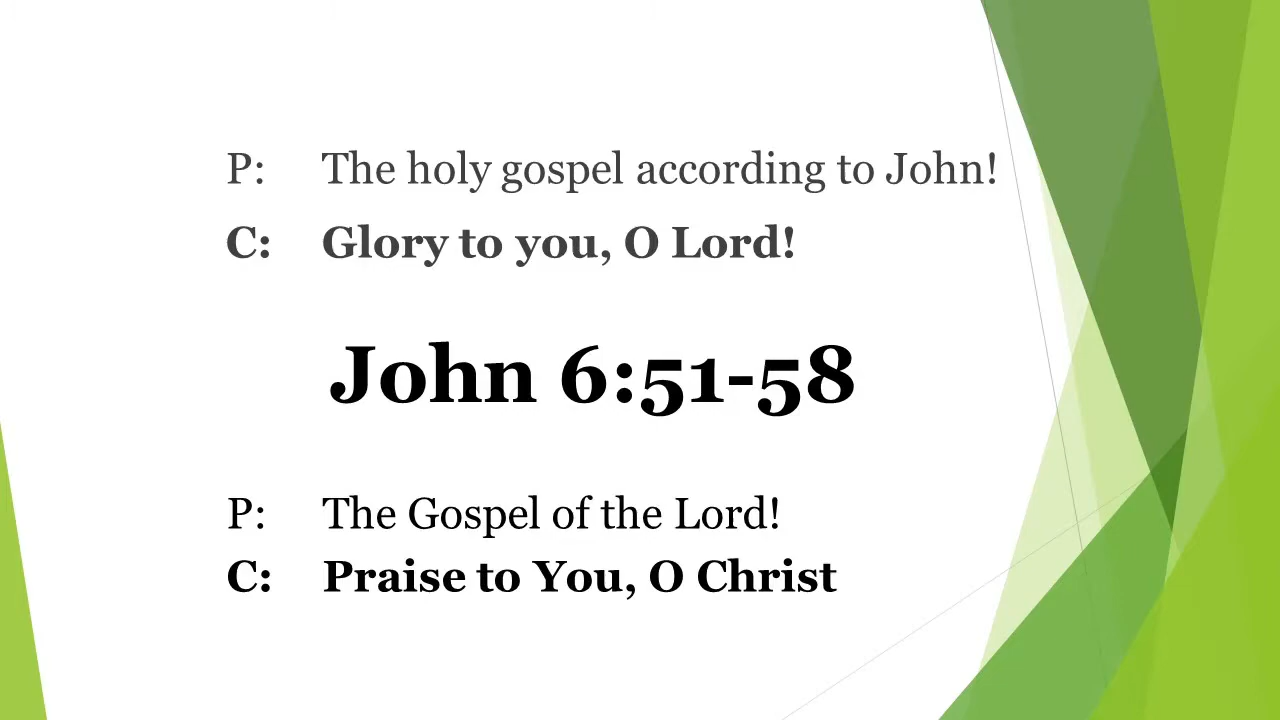 P: The holy gospel according to John!
C: Glory to you, O Lord!
John 6:51-58
P: The Gospel of the Lord!
C: Praise to You, O Christ